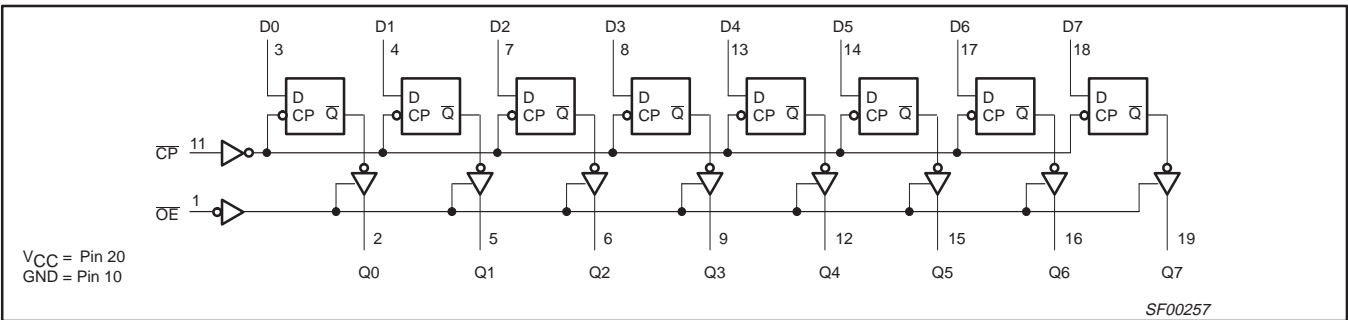 D0 D1 D2 D3 D4 D5 D6 D7
3 4 7 8 13 14 17 18
D D D D D D D D
CP Q̅ CP Q̅ CP Q̅ CP Q̅ CP Q̅ CP Q̅ CP Q̅ CP Q̅
C̅P̅ 11
O̅E̅ 1
2 5 6 9 12 15 16 19
VCC = Pin 20
GND = Pin 10
Q0 Q1 Q2 Q3 Q4 Q5 Q6 Q7
SF00257